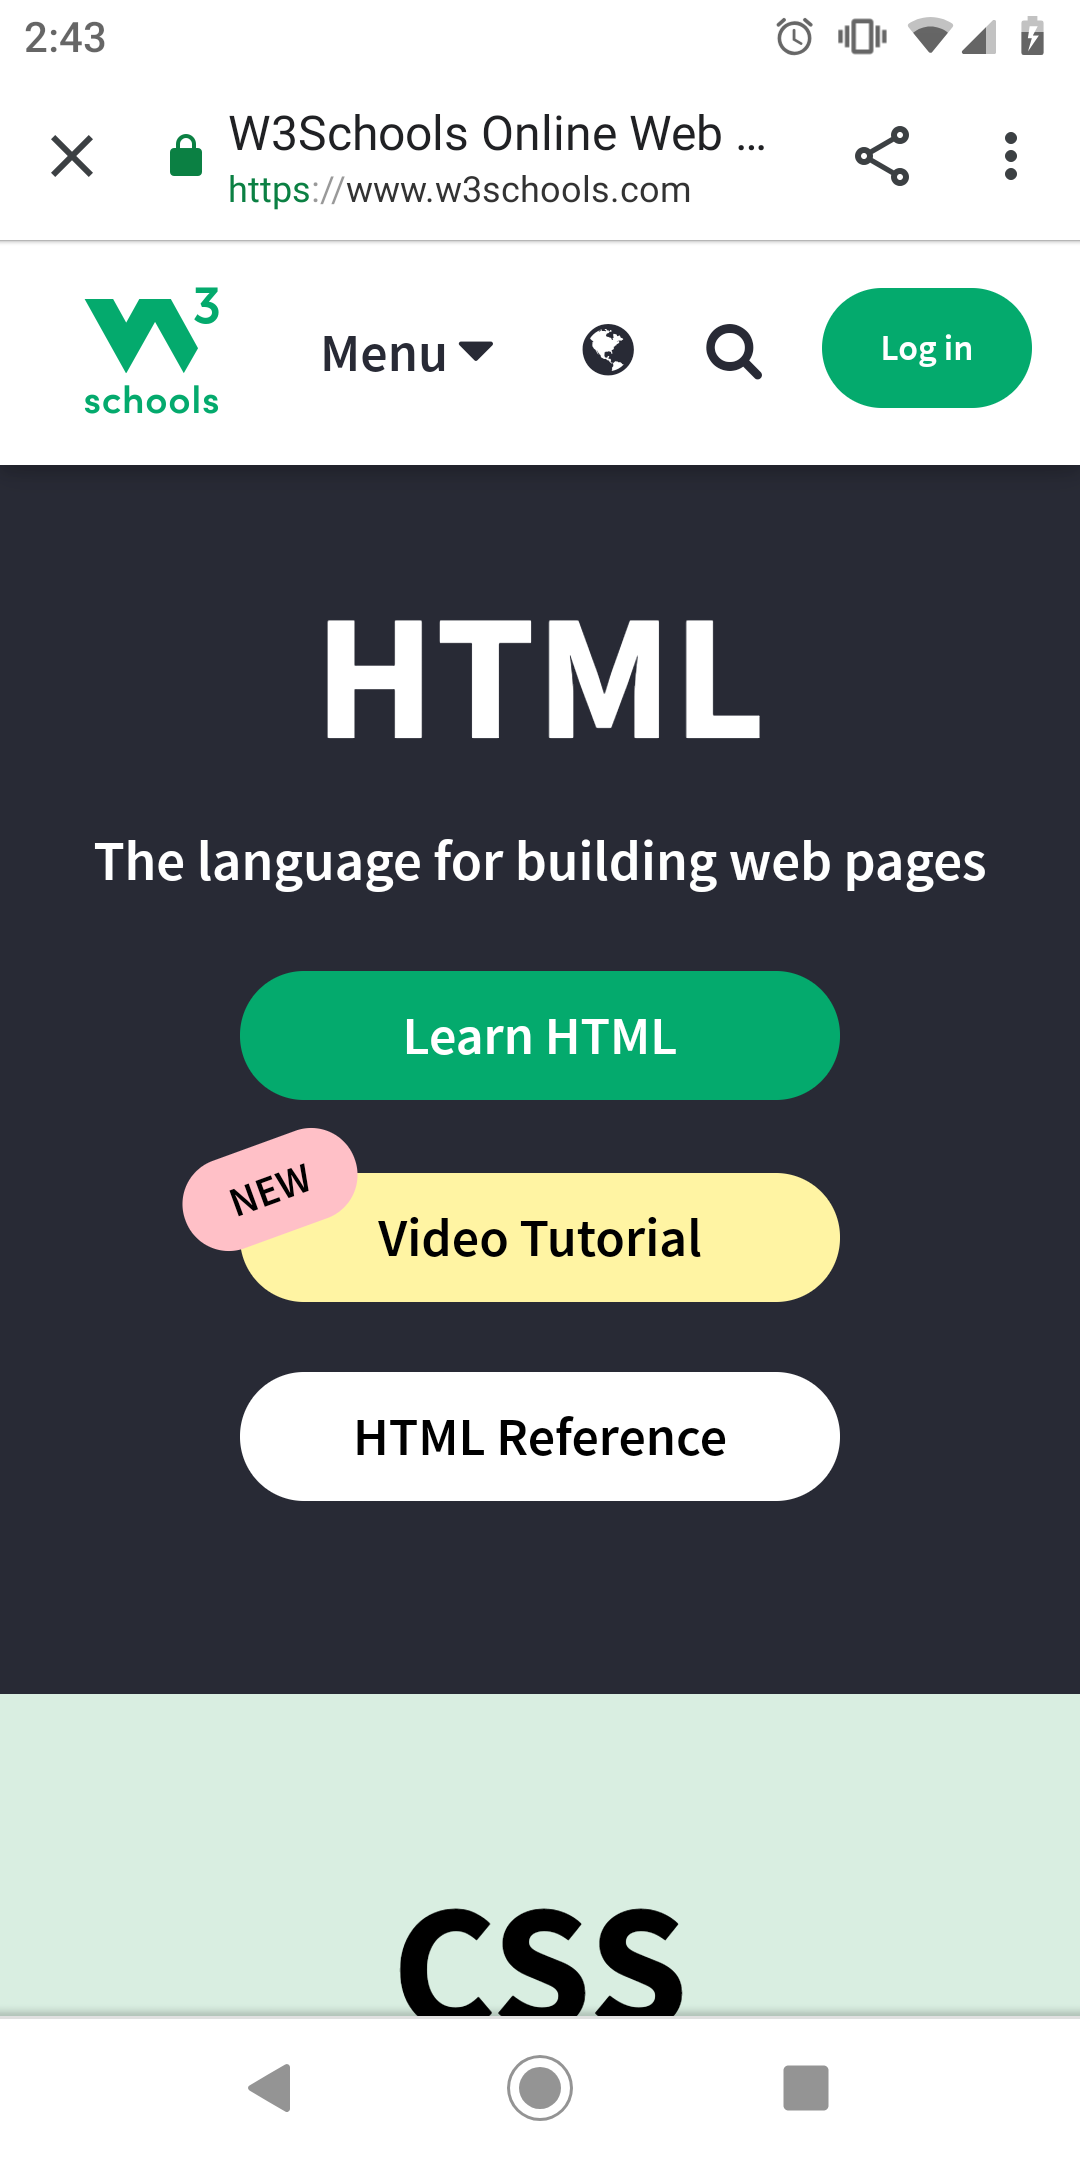 2:43
W3Schools Online Web ...
https://www.w3schools.com
W3 schools
Menu
Log in
HTML
The language for building web pages
Learn HTML
NEW
Video Tutorial
HTML Reference
CSS